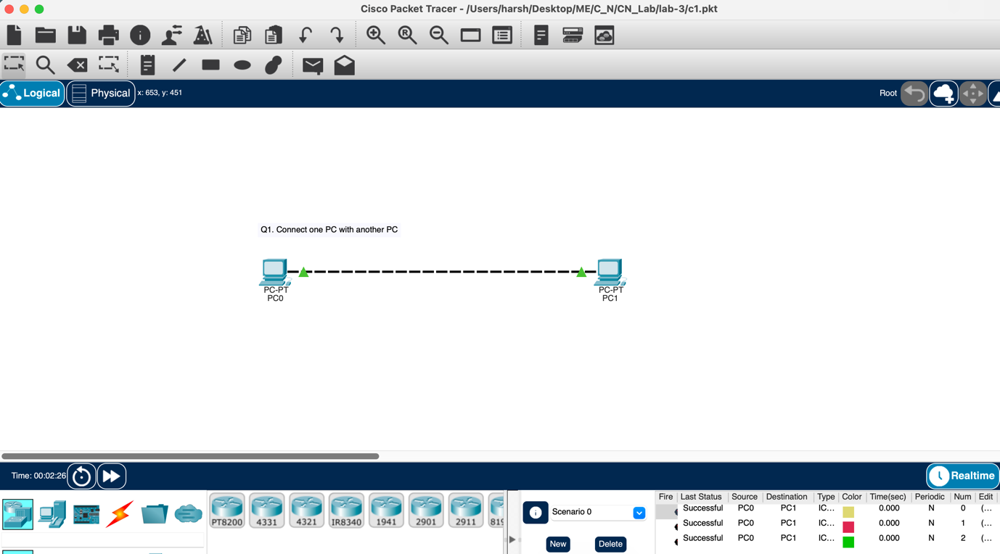 Cisco Packet Tracer - /Users/harsh/Desktop/ME/C_N/CN_Lab/lab-3/c1.pkt
R
Logical Physical x: 653, y: 451 Root
Q1. Connect one PC with another PC
PC-PT PC-PT
PC0 PC1
Time: 00:02:26 Realtime
PT8200 4331 4321 IR8340 1941 2901 2911 819
Scenario 0
New Delete
Fire Last Status Source Destination Type Color Time(sec) Periodic Num Edit
Successful PC0 PC1 IC... 0.000 N 0 (...
Successful PC0 PC1 IC... 0.000 N 1 (...
Successful PC0 PC1 IC... 0.000 N 2 (...